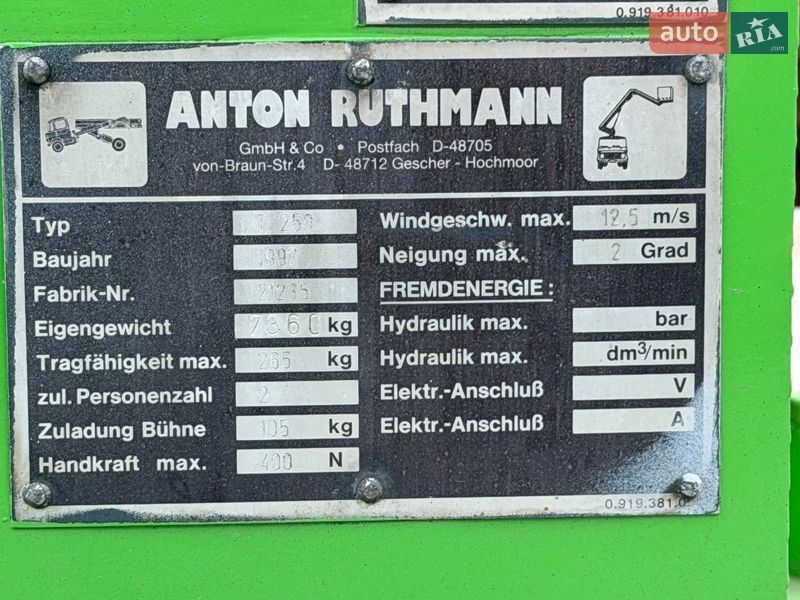 0.919.381.010
auto RIA .com
ANTON RUTHMANN
GmbH & Co • Postfach D-48705
von-Braun-Str.4 D- 48712 Gescher - Hochmoor
Typ T 250
Baujahr 1997
Fabrik-Nr. 21235
Eigengewicht 7360 kg
Tragfähigkeit max. 265 kg
zul. Personenzahl 2
Zuladung Bühne 105 kg
Handkraft max. 400 N
Windgeschw. max. 12,5 m/s
Neigung max. 2 Grad
FREMDENERGIE :
Hydraulik max. bar
Hydraulik max. dm³/min
Elektr.-Anschluß V
Elektr.-Anschluß A
0.919.381.0